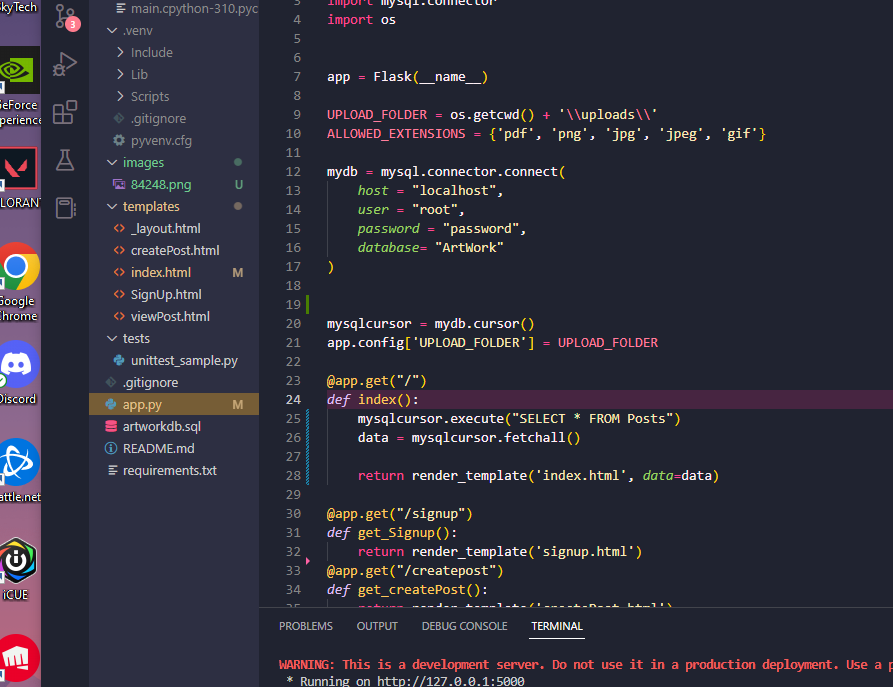 SkyTech
GeForce
Experience
VALORANT
Google
Chrome
Discord
Battle.net
iCUE
3
main.cpython-310.pyc
.venv
Include
Lib
Scripts
.gitignore
pyvenv.cfg
images
84248.png U
templates
_layout.html
createPost.html
index.html M
SignUp.html
viewPost.html
tests
unittest_sample.py
.gitignore
app.py M
artworkdb.sql
README.md
requirements.txt
3 import mysql.connector
4 import os
5
6
7 app = Flask(__name__)
8
9 UPLOAD_FOLDER = os.getcwd() + '\\uploads\\'
10 ALLOWED_EXTENSIONS = {'pdf', 'png', 'jpg', 'jpeg', 'gif'}
11
12 mydb = mysql.connector.connect(
13 host = "localhost",
14 user = "root",
15 password = "password",
16 database= "ArtWork"
17 )
18
19
20 mysqlcursor = mydb.cursor()
21 app.config['UPLOAD_FOLDER'] = UPLOAD_FOLDER
22
23 @app.get("/")
24 def index():
25 mysqlcursor.execute("SELECT * FROM Posts")
26 data = mysqlcursor.fetchall()
27
28 return render_template('index.html', data=data)
29
30 @app.get("/signup")
31 def get_Signup():
32 return render_template('signup.html')
33 @app.get("/createpost")
34 def get_createPost():
35 return render_template('createPost.html')
PROBLEMS OUTPUT DEBUG CONSOLE TERMINAL
WARNING: This is a development server. Do not use it in a production deployment. Use a
* Running on http://127.0.0.1:5000